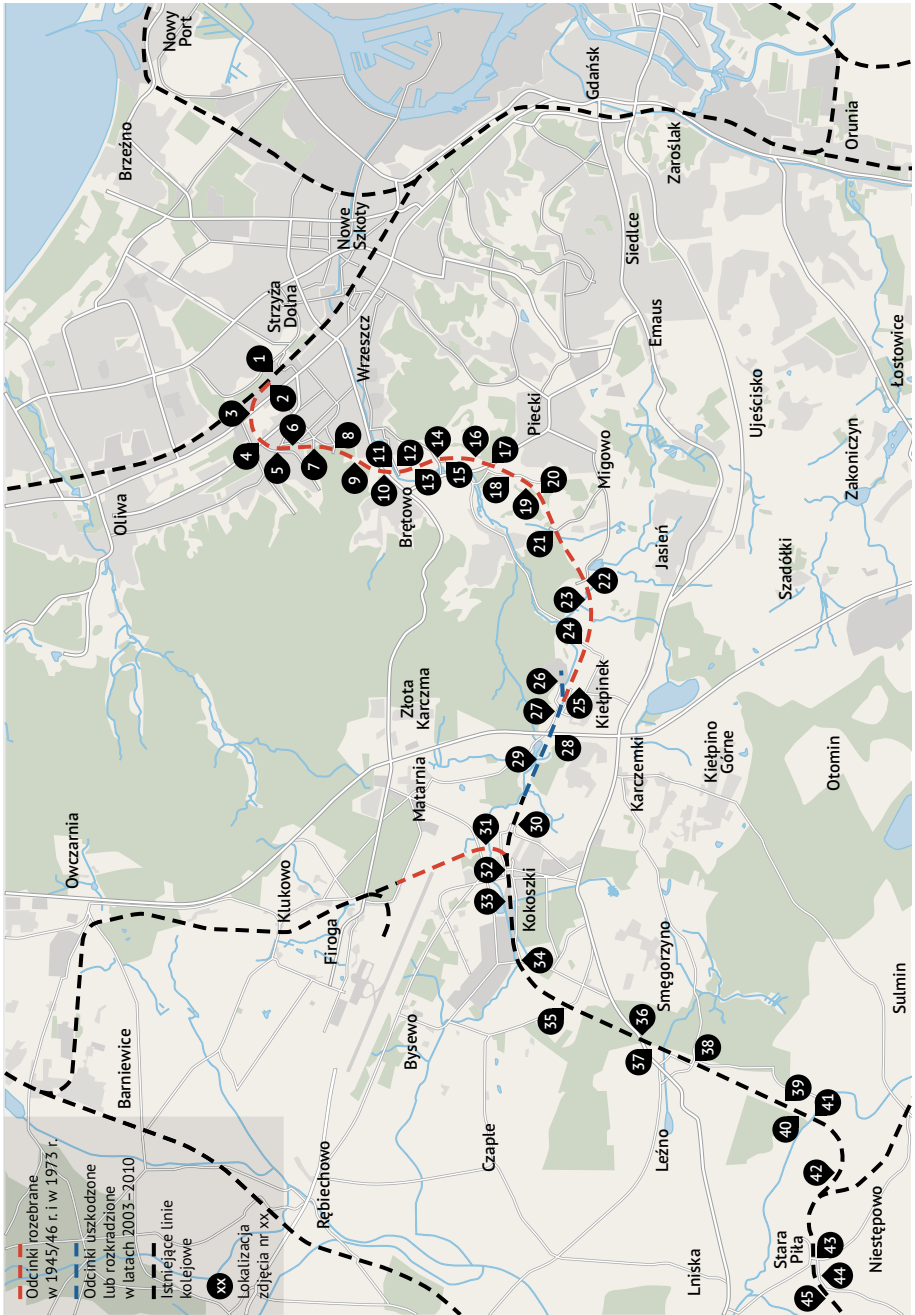 Odcinki rozebrane
w 1945/46 r. i w 1973 r.
Odcinki uszkodzone
lub rozkradzione
w latach 2003–2010
Istniejące linie
kolejowe
xx
Lokalizacja
zdjęcia nr xx
Barniewice
Owczarnia
Klukowo
Firoga
Rębiechowo
Bysewo
Czaple
Matarnia
Złota
Karczma
Oliwa
Brzeźno
Nowy
Port
Strzyża
Dolna
Nowe
Szkoty
Wrzeszcz
Brętowo
Gdańsk
Piecki
Migowo
Siedlce
Emaus
Zaroślak
Orunia
Ujeścisko
Jasień
Szadółki
Zakoniczyn
Łostowice
Kiełpinek
Karczemki
Kiełpino
Górne
Otomin
Kokoszki
Smęgorzyno
Sulmin
Leźno
Lniska
Stara
Piła
Niestępowo
1
2
3
4
5
6
7
8
9
10
11
12
13
14
15
16
17
18
19
20
21
22
23
24
25
26
27
28
29
30
31
32
33
34
35
36
37
38
39
40
41
42
43
44
45